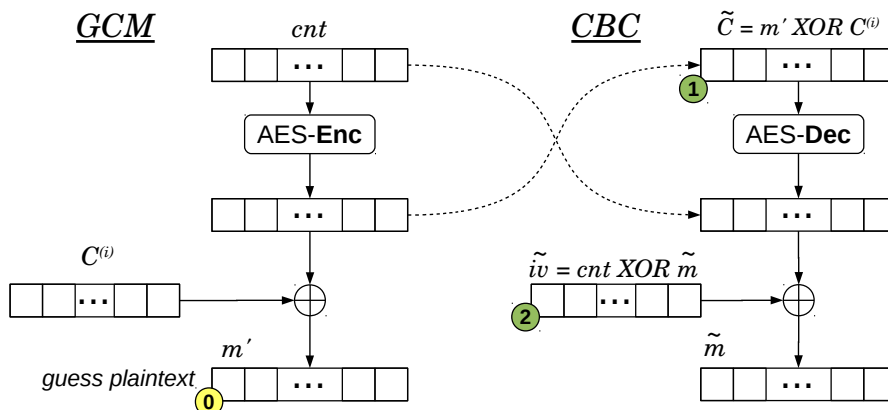 GCM
cnt
CBC
C̃ = m′ XOR C⁽ⁱ⁾
...
...
1
AES-Enc
AES-Dec
...
...
C⁽ⁱ⁾
ĩv = cnt XOR m̃
...
...
2
m′
m̃
guess plaintext
...
...
0